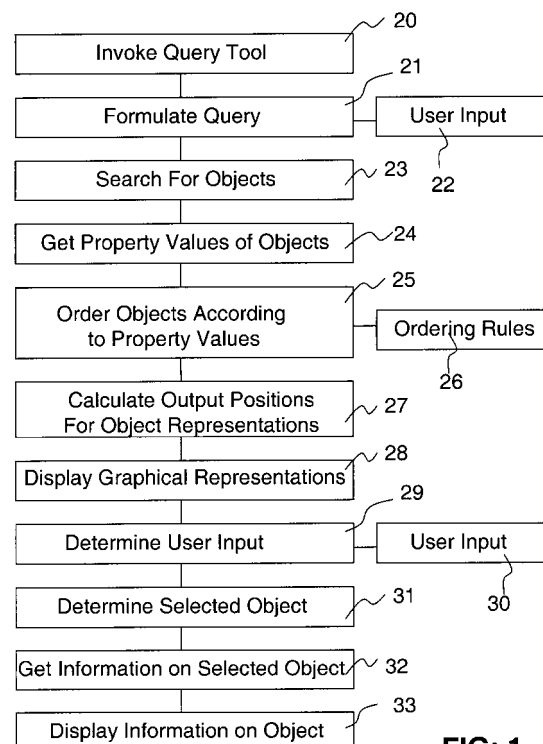 20
Invoke Query Tool
21
Formulate Query
User Input
22
Search For Objects
23
Get Property Values of Objects
24
25
Order Objects According
to Property Values
Ordering Rules
26
Calculate Output Positions
For Object Representations
27
28
Display Graphical Representations
29
Determine User Input
User Input
30
Determine Selected Object
31
Get Information on Selected Object
32
33
Display Information on Object
FIG: 1